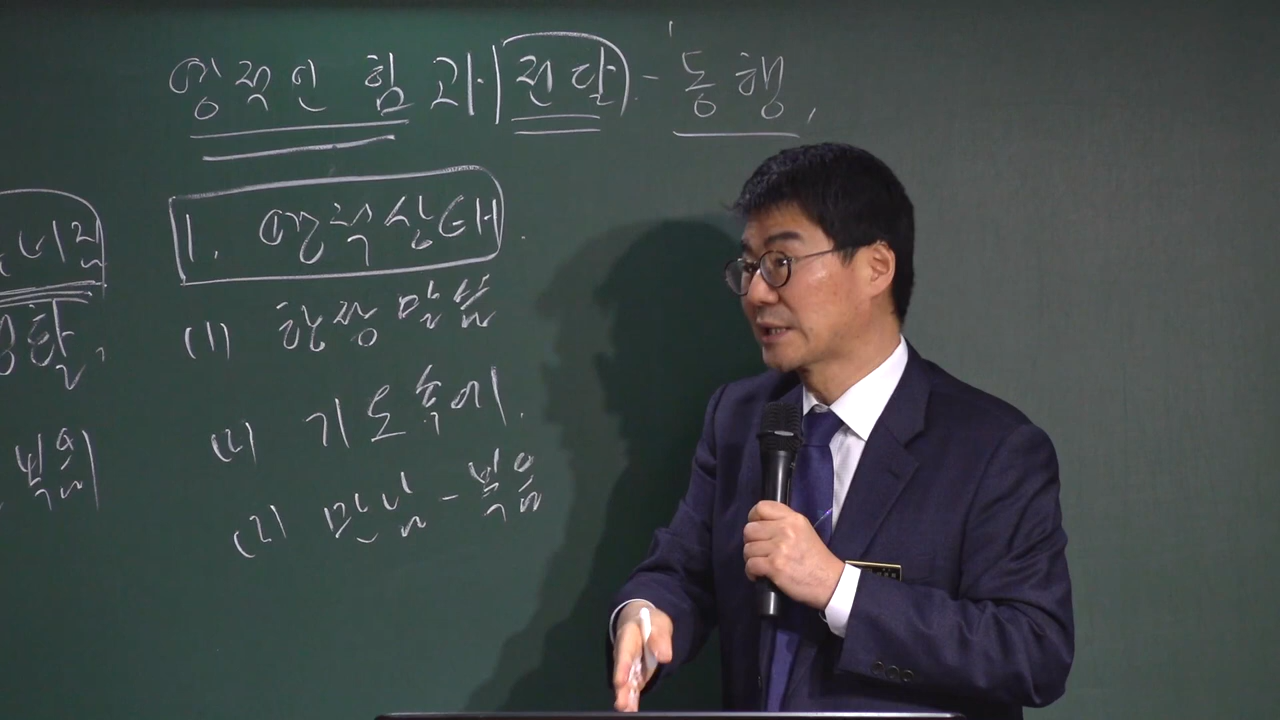 영적인 힘과 전달 - 동행,
1. 영적상태.
(1) 항장 말씀
(2) 기도속에.
(3) 만남 - 복음